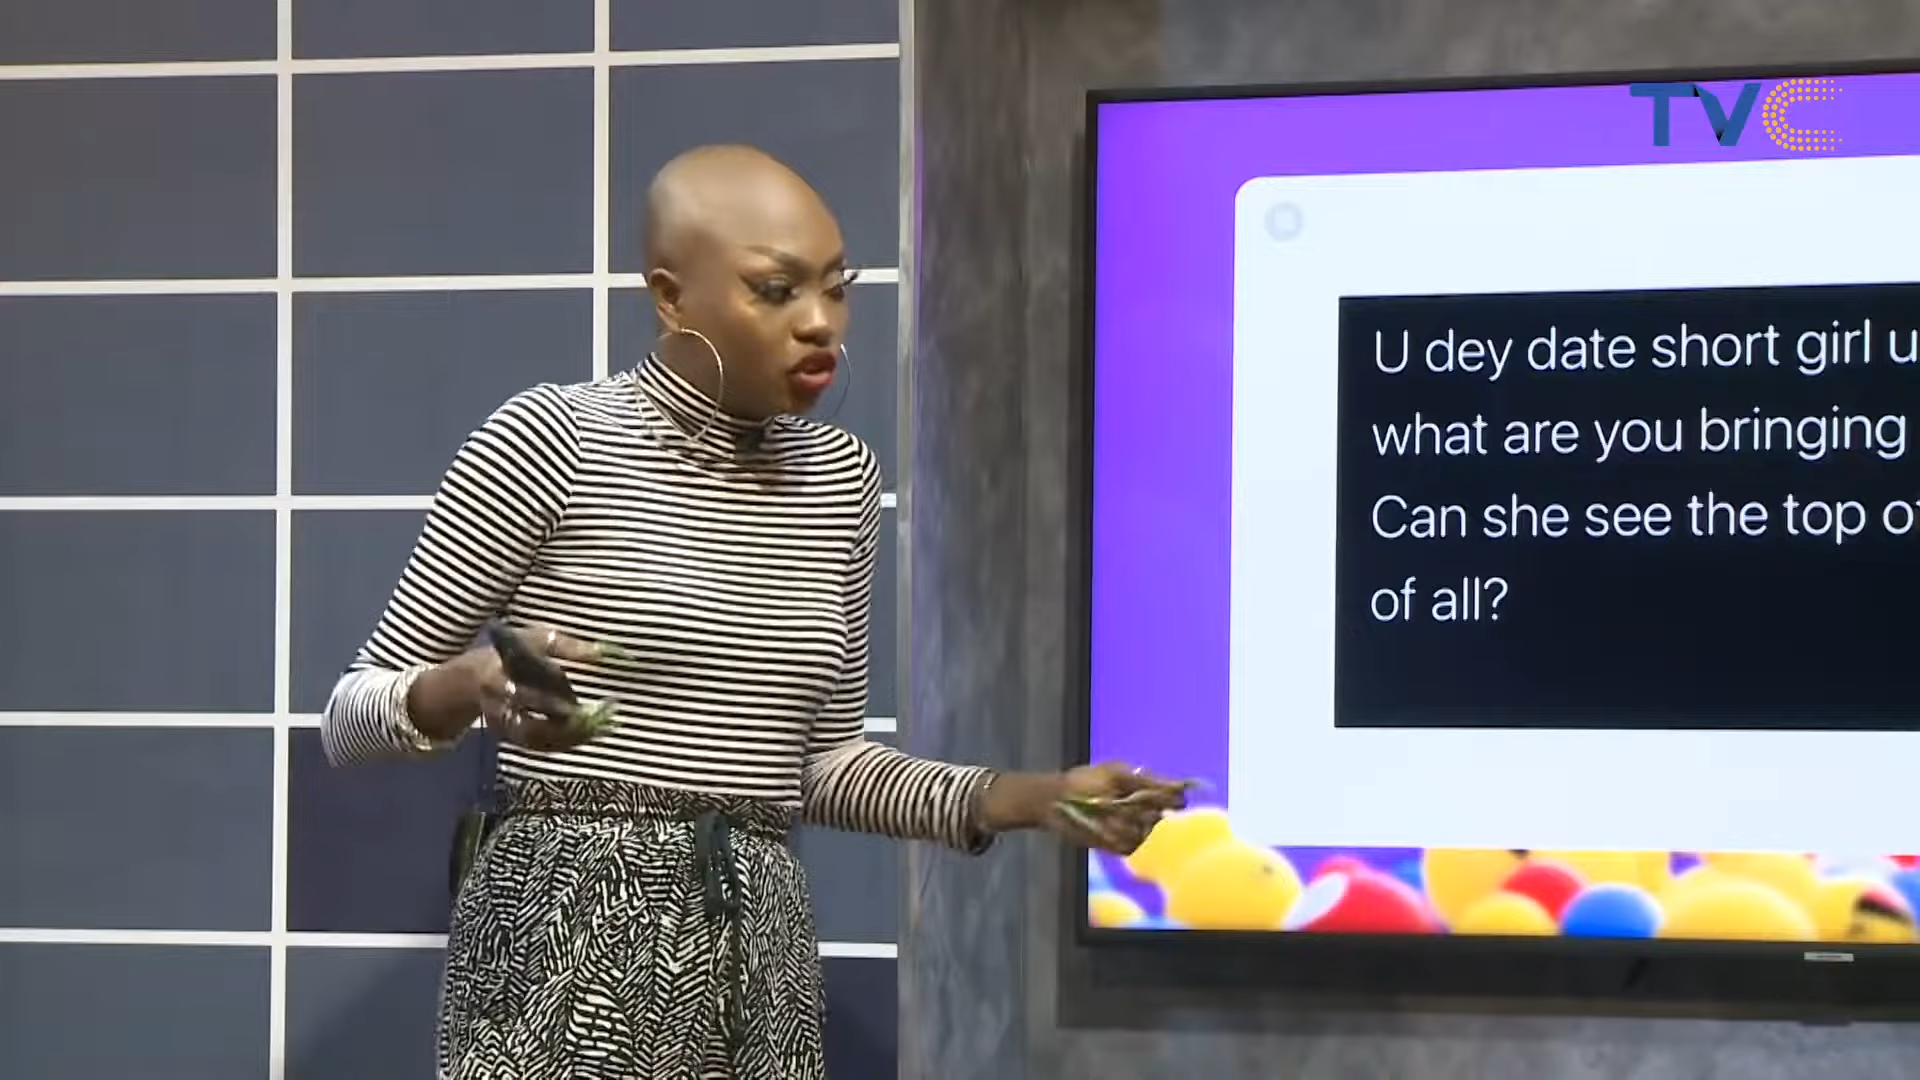 TVC
U dey date short girl u
what are you bringing
Can she see the top of
of all?